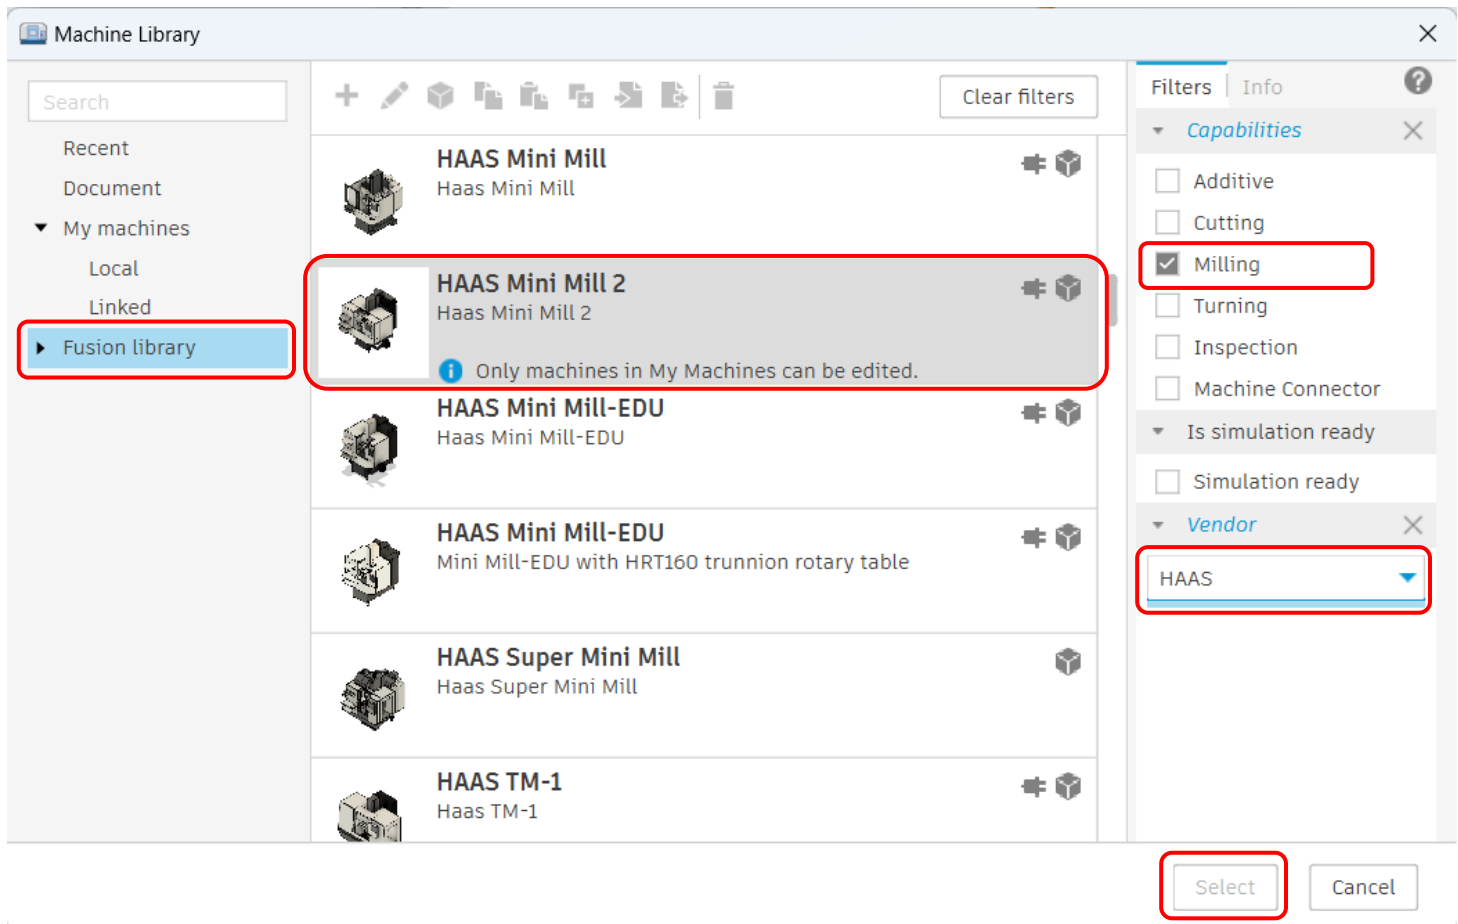 Machine Library
Search
Recent
Document
My machines
Local
Linked
Fusion library
Clear filters
HAAS Mini Mill
Haas Mini Mill
HAAS Mini Mill 2
Haas Mini Mill 2
Only machines in My Machines can be edited.
HAAS Mini Mill-EDU
Haas Mini Mill-EDU
HAAS Mini Mill-EDU
Mini Mill-EDU with HRT160 trunnion rotary table
HAAS Super Mini Mill
Haas Super Mini Mill
HAAS TM-1
Haas TM-1
Filters Info
Capabilities
Additive
Cutting
Milling
Turning
Inspection
Machine Connector
Is simulation ready
Simulation ready
Vendor
HAAS
Select Cancel